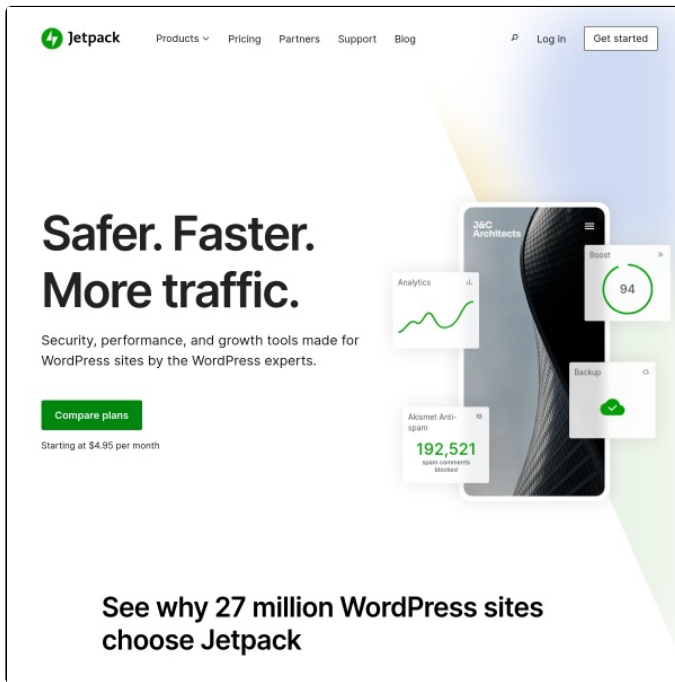 Jetpack
Products
Pricing
Partners
Support
Blog
Log in
Get started
Safer. Faster.
More traffic.
Security, performance, and growth tools made for
WordPress sites by the WordPress experts.
Compare plans
Starting at $4.95 per month
J&C
Architects
Analytics
Boost
94
Backup
Akismet Anti-
spam
192,521
spam comments
blocked
See why 27 million WordPress sites
choose Jetpack